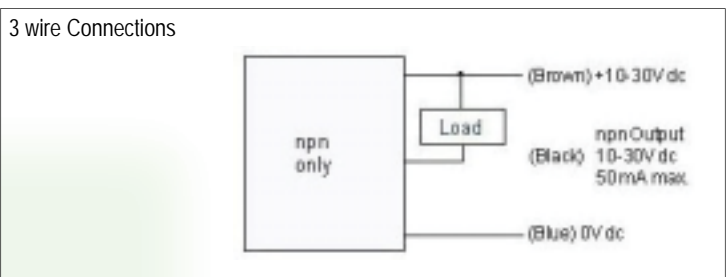 3 wire Connections
(Brown) +10-30V dc
Load
npn
only
npn Output
(Black) 10-30V dc
50mA max.
(Blue) 0V dc